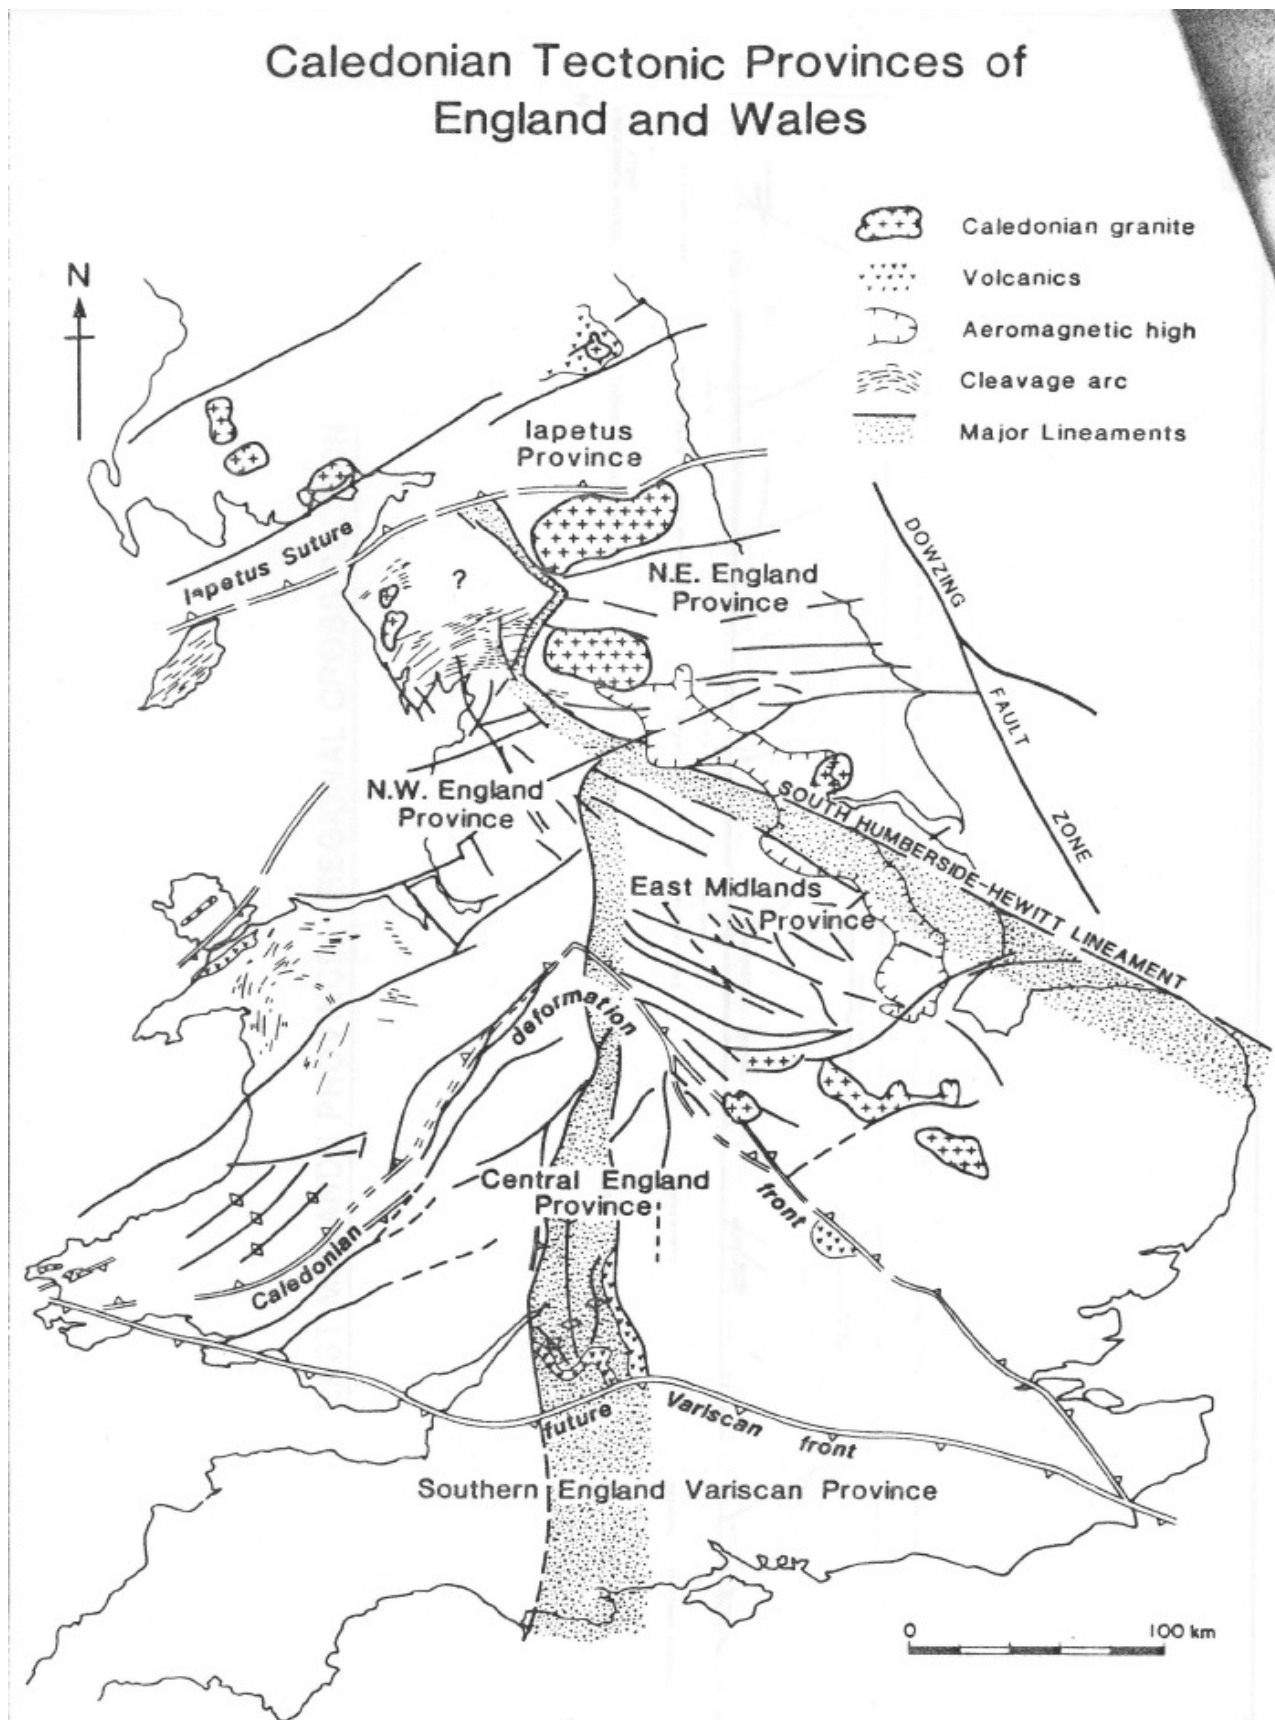 Caledonian Tectonic Provinces of
England and Wales
N
Caledonian granite
Volcanics
Aeromagnetic high
Cleavage arc
Major Lineaments
Iapetus
Province
Iapetus Suture
?
N.E. England
Province
DOWZING
FAULT
ZONE
N.W. England
Province
SOUTH HUMBERSIDE-HEWITT LINEAMENT
East Midlands
Province
deformation
Central England
Province
front
Caledonian
future
Variscan
front
Southern England Variscan Province
0
100 km